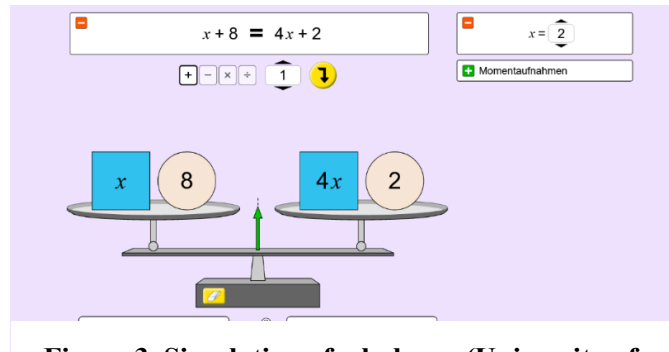 x + 8 = 4x + 2
x = 2
+ − × ÷ 1
Momentaufnahmen
x 8 4x 2